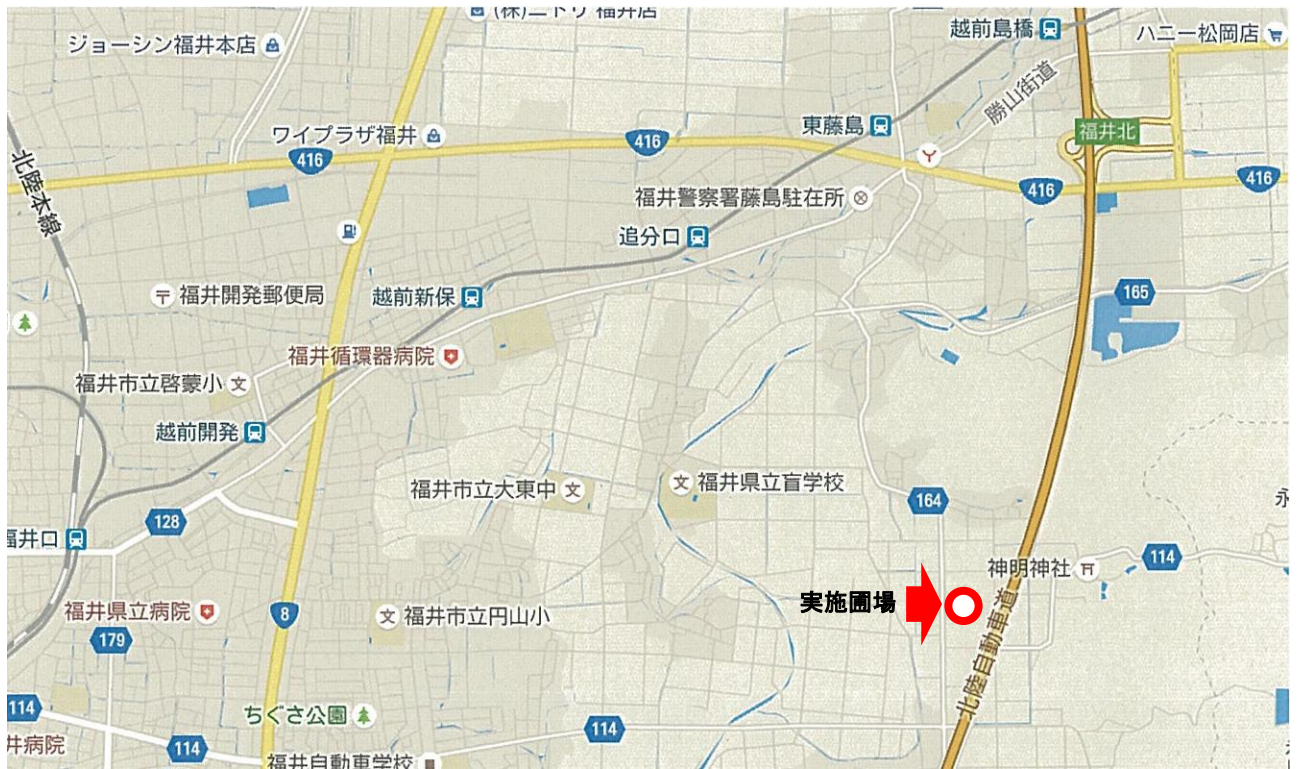 (株)ニトリ 福井店
越前島橋
ハニー松岡店
ジョーシン福井本店
勝山街道
東藤島
ワイプラザ福井
416
416
福井北
北陸本線
416
416
福井警察署藤島駐在所
追分口
165
福井開発郵便局
越前新保
福井循環器病院
福井市立啓蒙小
越前開発
福井市立大東中
福井県立盲学校
164
永
128
福井口
神明神社
114
実施圃場
福井県立病院
8
福井市立円山小
179
北陸自動車道
114
ちぐさ公園
114
114
井病院
福井自動車学校